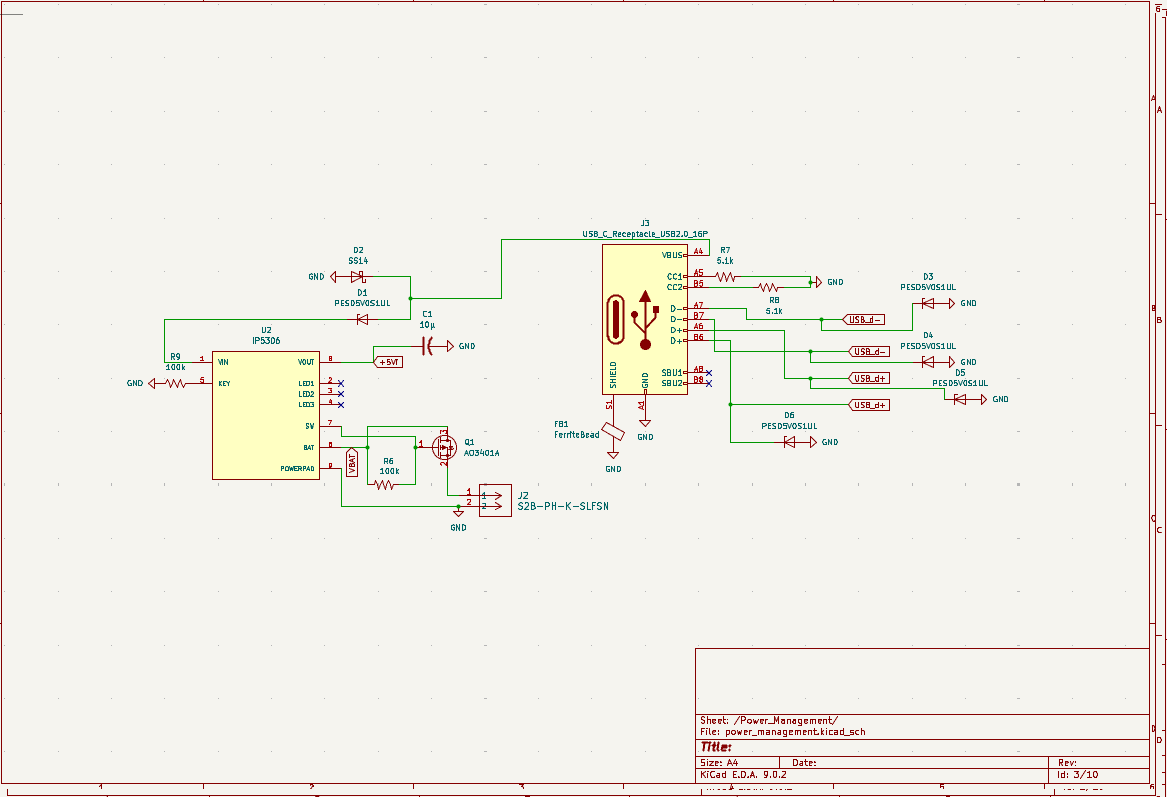 J3
USB_C_Receptacle_USB2.0_16P
D2
SS14
GND
D1
PESD5V0S1UL
VBUS
A4
R7
5.1k
CC1
A5
CC2
B5
GND
R8
5.1k
D3
PESD5V0S1UL
GND
D-
A7
D-
B7
D+
A6
D+
B6
USB_d-
USB_d-
USB_d+
USB_d+
D4
PESD5V0S1UL
GND
D5
PESD5V0S1UL
GND
D6
PESD5V0S1UL
GND
SBU1
A8
SBU2
B8
SHIELD
GND
S1
A1
GND
FB1
FerriteBead
GND
C1
10µ
GND
+5V
U2
IP5306
R9
100k
GND
1
VIN
5
KEY
VOUT
8
LED1
2
LED2
3
LED3
4
SW
7
BAT
6
POWERPAD
9
VBAT
R6
100k
1
3
2
Q1
AO3401A
1
2
1
2
J2
S2B-PH-K-SLFSN
GND
Sheet: /Power_Management/
File: power_management.kicad_sch
Title:
Size: A4
Date:
Rev:
KiCad E.D.A. 9.0.2
Id: 3/10
1
2
3
4
5
6
A
A
B
B
C
C
D
D